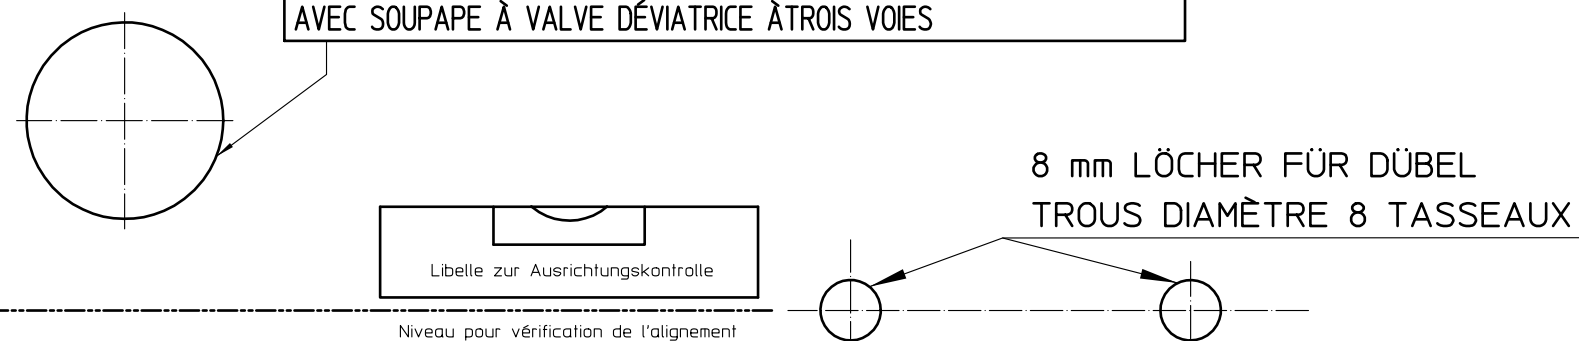 AVEC SOUPAPE À VALVE DÉVIATRICE ÀTROIS VOIES
8 mm LÖCHER FÜR DÜBEL
TROUS DIAMÈTRE 8 TASSEAUX
Libelle zur Ausrichtungskontrolle
Niveau pour vérification de l'alignement